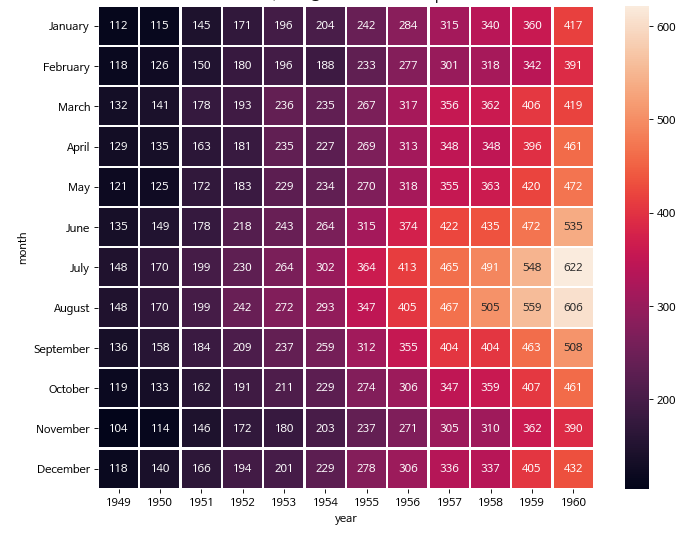 January 112 115 145 171 196 204 242 284 315 340 360 417
600
February 118 126 150 180 196 188 233 277 301 318 342 391
March 132 141 178 193 236 235 267 317 356 362 406 419
500
April 129 135 163 181 235 227 269 313 348 348 396 461
May 121 125 172 183 229 234 270 318 355 363 420 472
400
June 135 149 178 218 243 264 315 374 422 435 472 535
month
July 148 170 199 230 264 302 364 413 465 491 548 622
August 148 170 199 242 272 293 347 405 467 505 559 606
300
September 136 158 184 209 237 259 312 355 404 404 463 508
October 119 133 162 191 211 229 274 306 347 359 407 461
200
November 104 114 146 172 180 203 237 271 305 310 362 390
December 118 140 166 194 201 229 278 306 336 337 405 432
1949 1950 1951 1952 1953 1954 1955 1956 1957 1958 1959 1960
year